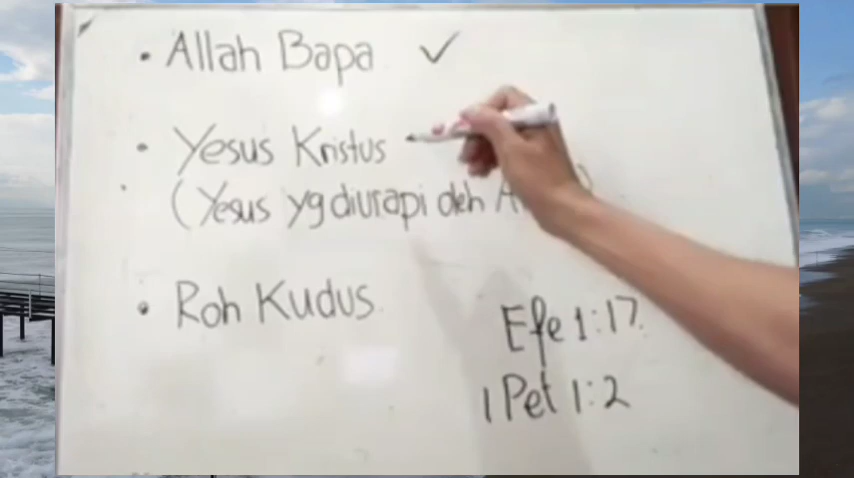 • Allah Bapa ✓
• Yesus Kristus
(Yesus yg diurapi oleh
• Roh Kudus
Efe 1:17
1 Pet 1:2